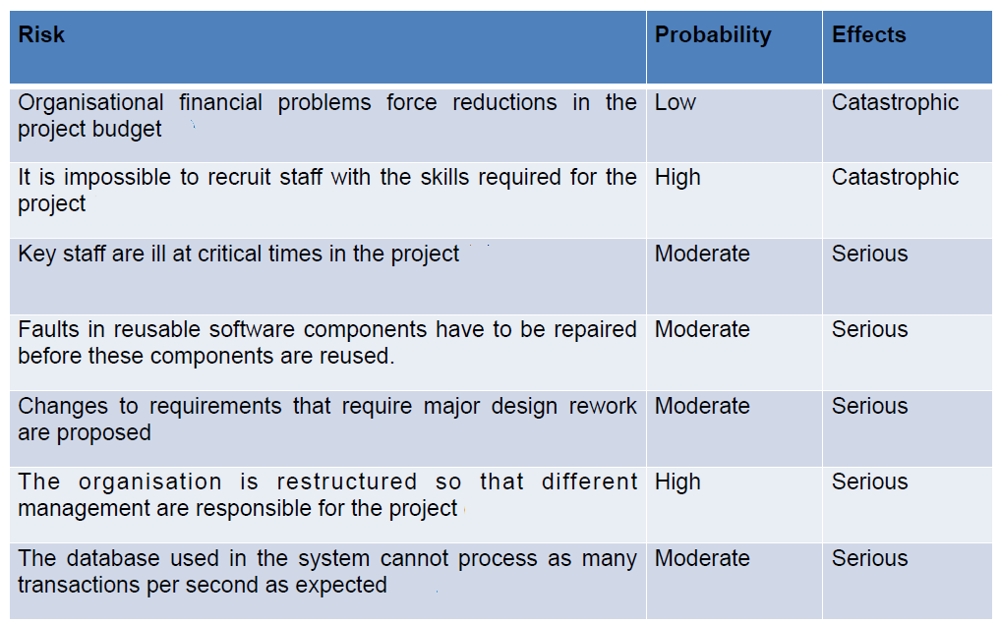 Risk Probability Effects
Organisational financial problems force reductions in the Low Catastrophic
project budget
It is impossible to recruit staff with the skills required for the High Catastrophic
project
Key staff are ill at critical times in the project Moderate Serious
Faults in reusable software components have to be repaired Moderate Serious
before these components are reused.
Changes to requirements that require major design rework Moderate Serious
are proposed
The organisation is restructured so that different High Serious
management are responsible for the project
The database used in the system cannot process as many Moderate Serious
transactions per second as expected